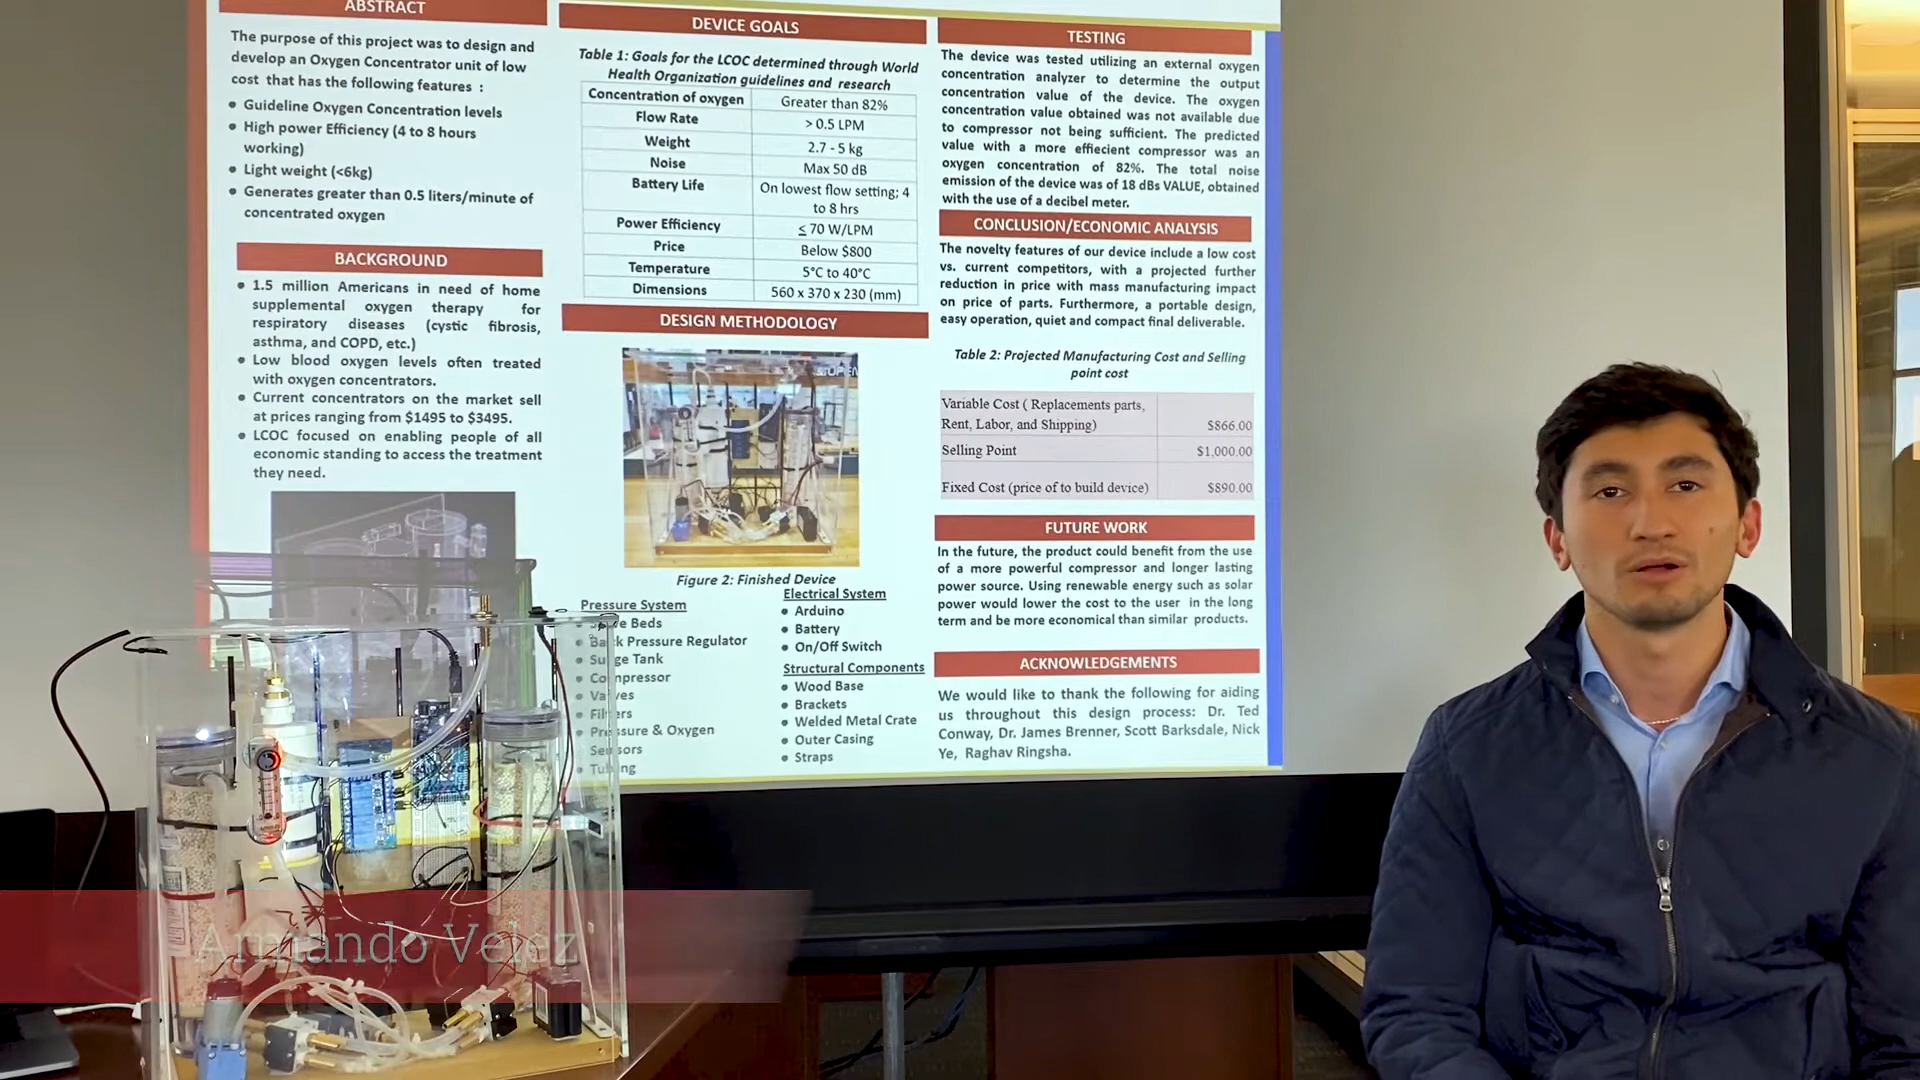 ABSTRACT
The purpose of this project was to design and
develop an Oxygen Concentrator unit of low
cost that has the following features :
• Guideline Oxygen Concentration levels
• High power Efficiency (4 to 8 hours
working)
• Light weight (<6kg)
• Generates greater than 0.5 liters/minute of
concentrated oxygen
BACKGROUND
• 1.5 million Americans in need of home
supplemental oxygen therapy for
respiratory diseases (cystic fibrosis,
asthma, and COPD, etc.)
• Low blood oxygen levels often treated
with oxygen concentrators.
• Current concentrators on the market sell
at prices ranging from $1495 to $3495.
• LCOC focused on enabling people of all
economic standing to access the treatment
they need.
DEVICE GOALS
Table 1: Goals for the LCOC determined through World
Health Organization guidelines and research
Concentration of oxygen Greater than 82%
Flow Rate > 0.5 LPM
Weight 2.7 - 5 kg
Noise Max 50 dB
Battery Life On lowest flow setting; 4
to 8 hrs
Power Efficiency ≤ 70 W/LPM
Price Below $800
Temperature 5°C to 40°C
Dimensions 560 x 370 x 230 (mm)
DESIGN METHODOLOGY
Figure 2: Finished Device
Pressure System
Beds
• Back Pressure Regulator
• Surge Tank
• Compressor
• Valves
• Filters
• Pressure & Oxygen
Sensors
• Tubing
Electrical System
• Arduino
• Battery
• On/Off Switch
Structural Components
• Wood Base
• Brackets
• Welded Metal Crate
• Outer Casing
• Straps
TESTING
The device was tested utilizing an external oxygen
concentration analyzer to determine the output
concentration value of the device. The oxygen
concentration value obtained was not available due
to compressor not being sufficient. The predicted
value with a more effiecient compressor was an
oxygen concentration of 82%. The total noise
emission of the device was of 18 dBs VALUE, obtained
with the use of a decibel meter.
CONCLUSION/ECONOMIC ANALYSIS
The novelty features of our device include a low cost
vs. current competitors, with a projected further
reduction in price with mass manufacturing impact
on price of parts. Furthermore, a portable design,
easy operation, quiet and compact final deliverable.
Table 2: Projected Manufacturing Cost and Selling
point cost
Variable Cost ( Replacements parts,
Rent, Labor, and Shipping) $866.00
Selling Point $1,000.00
Fixed Cost (price of to build device) $890.00
FUTURE WORK
In the future, the product could benefit from the use
of a more powerful compressor and longer lasting
power source. Using renewable energy such as solar
power would lower the cost to the user in the long
term and be more economical than similar products.
ACKNOWLEDGEMENTS
We would like to thank the following for aiding
us throughout this design process: Dr. Ted
Conway, Dr. James Brenner, Scott Barksdale, Nick
Ye, Raghav Ringsha.
Armando Velez